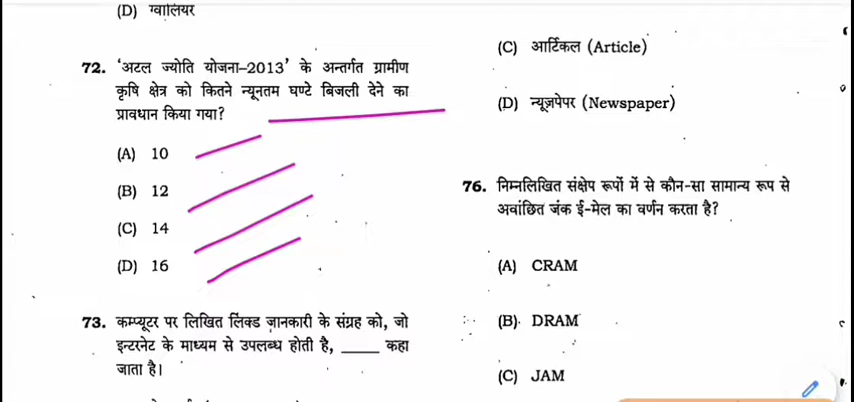 (D) ग्वालियर
72. 'अटल ज्योति योजना–2013' के अन्तर्गत ग्रामीण
कृषि क्षेत्र को कितने न्यूनतम घण्टे बिजली देने का
प्रावधान किया गया?
(A) 10
(B) 12
(C) 14
(D) 16
73. कम्प्यूटर पर लिखित लिंक्ड जानकारी के संग्रह को, जो
इन्टरनेट के माध्यम से उपलब्ध होती है, _____ कहा
जाता है।
(C) आर्टिकल (Article)
(D) न्यूज़पेपर (Newspaper)
76. निम्नलिखित संक्षेप रूपों में से कौन-सा सामान्य रूप से
अवांछित जंक ई-मेल का वर्णन करता है?
(A) CRAM
(B) DRAM
(C) JAM